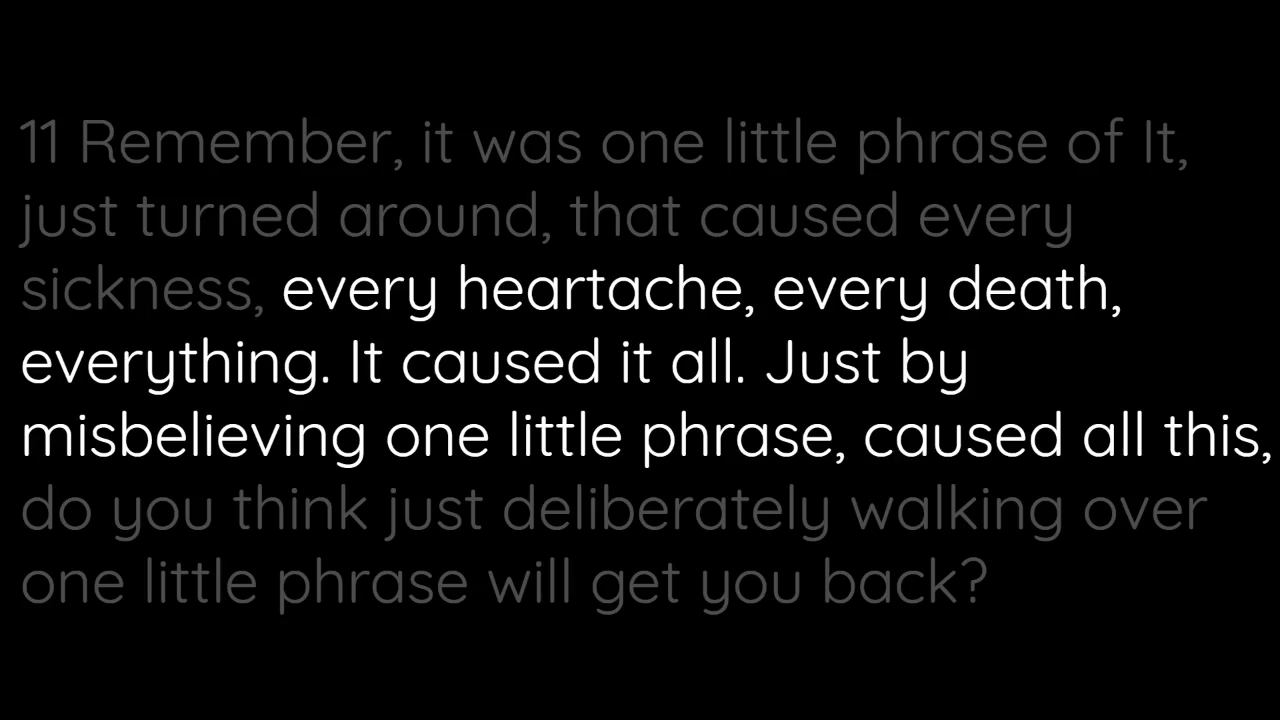 11 Remember, it was one little phrase of It,
just turned around, that caused every
sickness, every heartache, every death,
everything. It caused it all. Just by
misbelieving one little phrase, caused all this,
do you think just deliberately walking over
one little phrase will get you back?